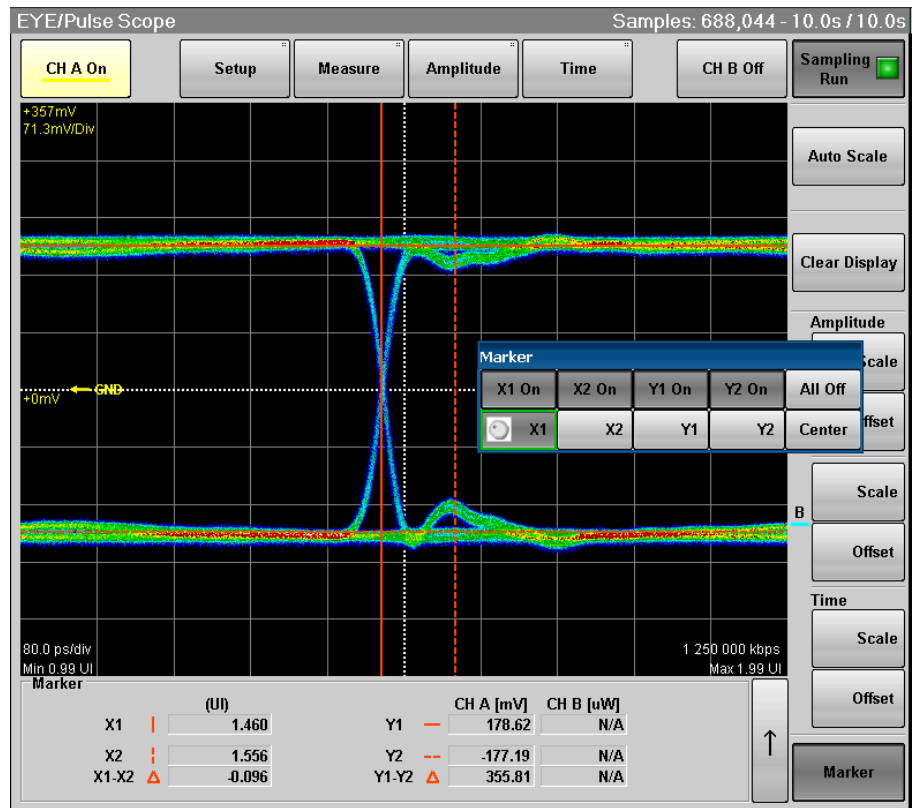 EYE/Pulse Scope
Samples: 688,044 - 10.0s / 10.0s
CH A On
Setup
Measure
Amplitude
Time
CH B Off
Sampling
Run
+357mV
71.3mV/Div
Auto Scale
Clear Display
Amplitude
Scale
Offset
+0mV
GND
Marker
X1 On
X2 On
Y1 On
Y2 On
All Off
X1
X2
Y1
Y2
Center
B
Scale
Offset
Time
Scale
Offset
80.0 ps/div
Min 0.99 UI
1 250 000 kbps
Max 1.99 UI
Marker
(UI)
CH A [mV]
CH B [uW]
X1 1.460 Y1 178.62 N/A
X2 1.556 Y2 -177.19 N/A
X1-X2 Δ -0.096 Y1-Y2 Δ 355.81 N/A
↑
Marker